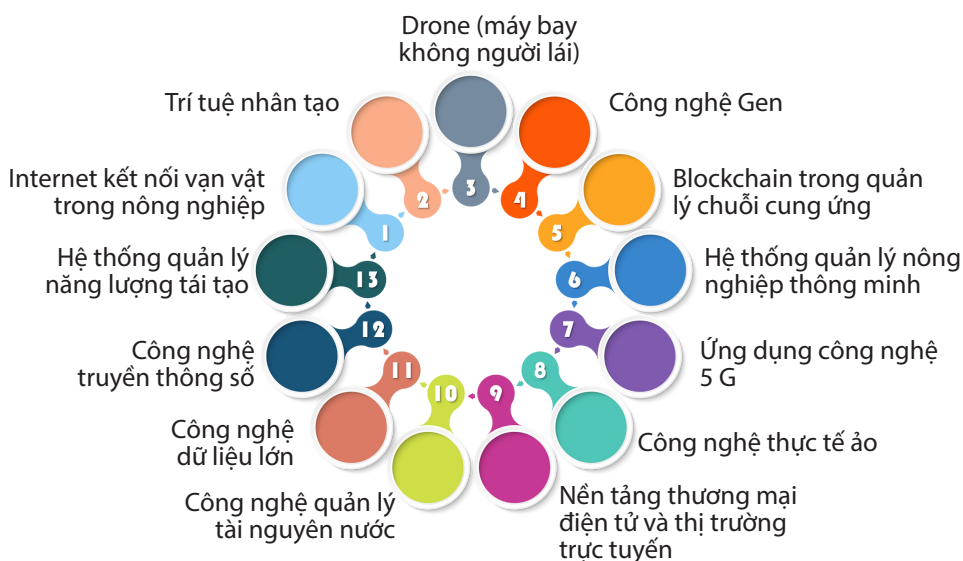 Drone (máy bay
không người lái)
Trí tuệ nhân tạo
Công nghệ Gen
Internet kết nối vạn vật
trong nông nghiệp
Blockchain trong quản
lý chuỗi cung ứng
Hệ thống quản lý
năng lượng tái tạo
Hệ thống quản lý nông
nghiệp thông minh
Công nghệ
truyền thông số
Ứng dụng công nghệ
5 G
Công nghệ
dữ liệu lớn
Công nghệ thực tế ảo
Công nghệ quản lý
tài nguyên nước
Nền tảng thương mại
điện tử và thị trường
trực tuyến
1
2
3
4
5
6
7
8
9
10
11
12
13